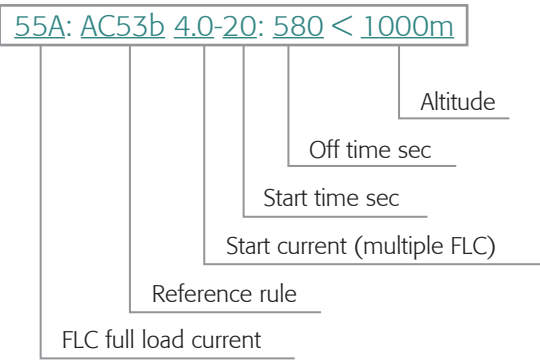 55A: AC53b 4.0-20: 580 < 1000m
Altitude
Off time sec
Start time sec
Start current (multiple FLC)
Reference rule
FLC full load current